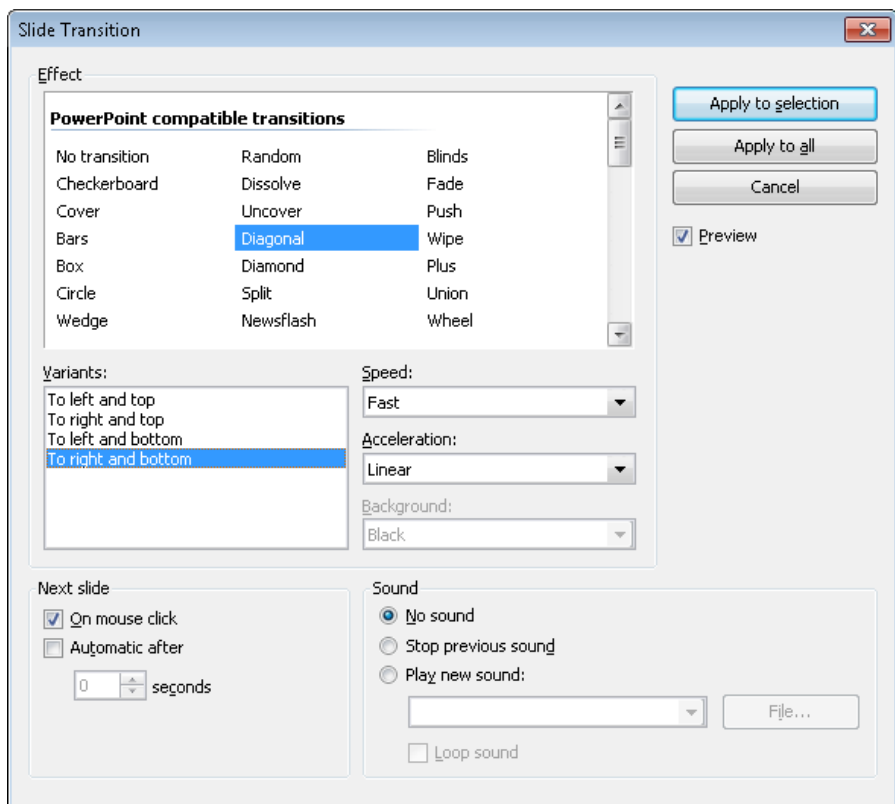 Slide Transition
Effect
PowerPoint compatible transitions
No transition Random Blinds
Checkerboard Dissolve Fade
Cover Uncover Push
Bars Diagonal Wipe
Box Diamond Plus
Circle Split Union
Wedge Newsflash Wheel
Apply to selection
Apply to all
Cancel
Preview
Variants:
To left and top
To right and top
To left and bottom
To right and bottom
Speed:
Fast
Acceleration:
Linear
Background:
Black
Next slide
On mouse click
Automatic after
0 seconds
Sound
No sound
Stop previous sound
Play new sound:
File...
Loop sound